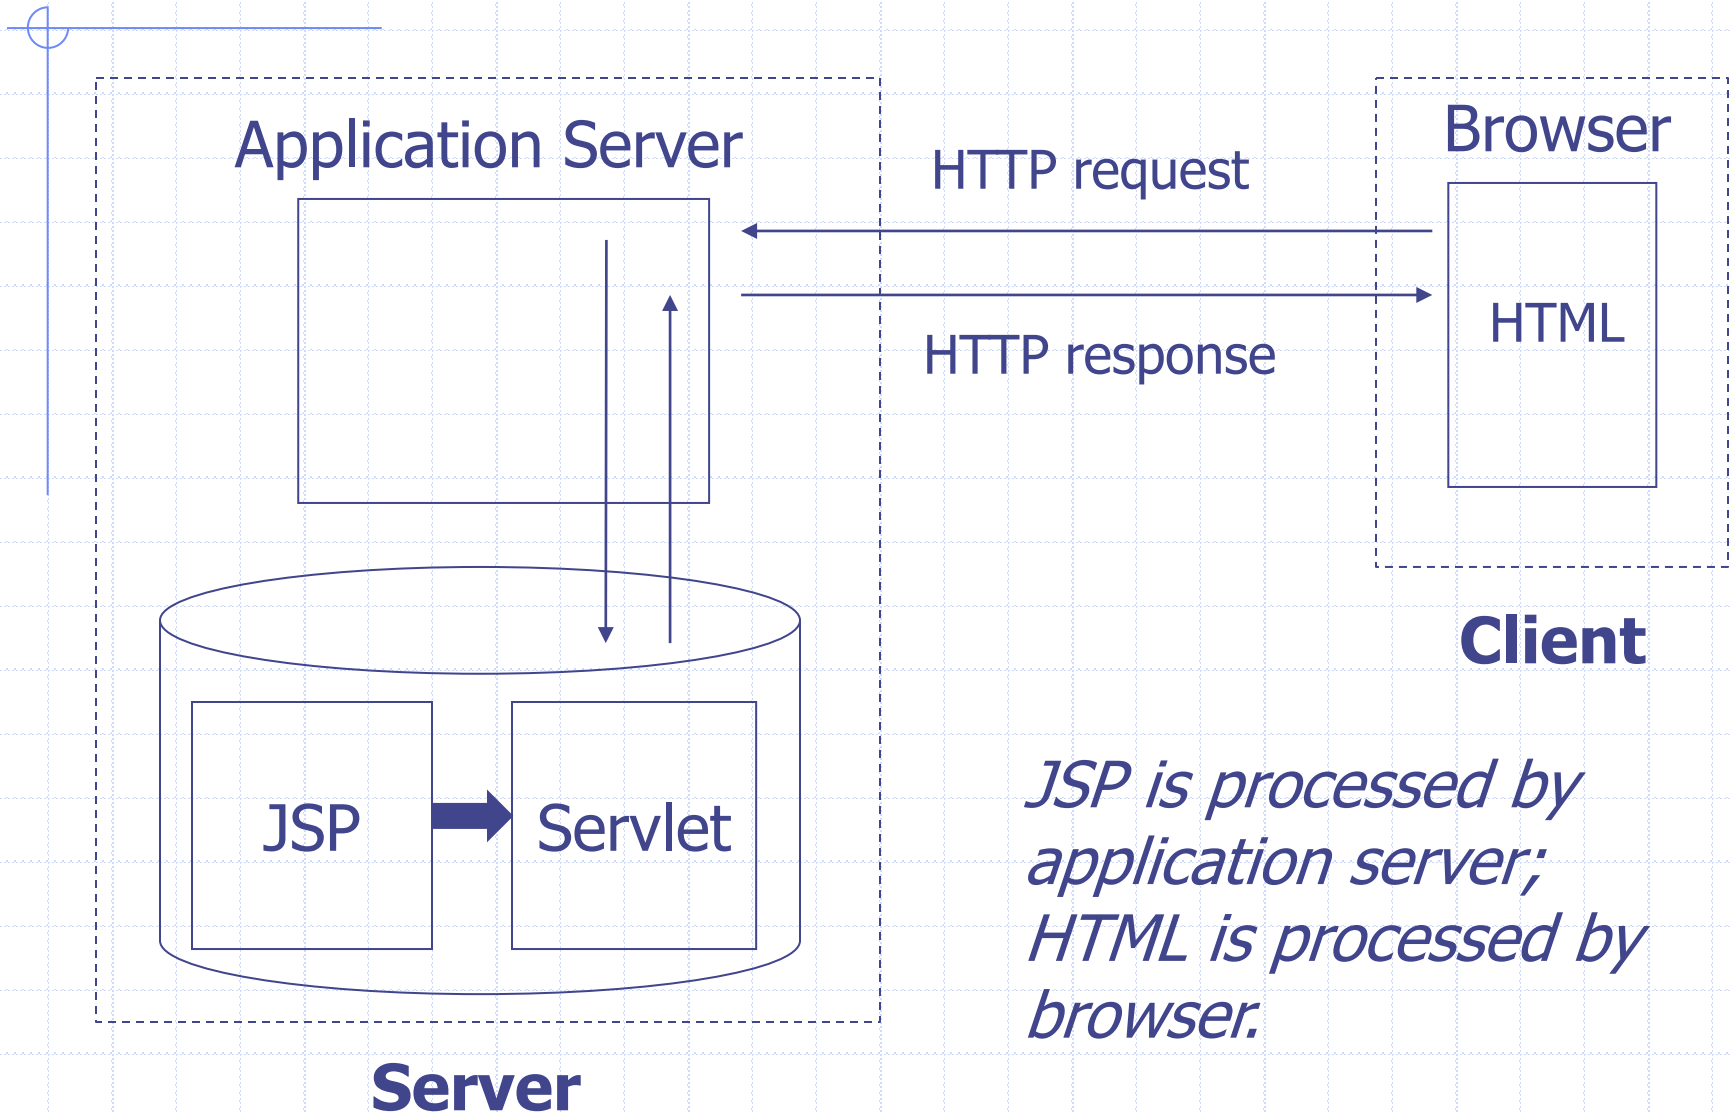 Application Server
HTTP request
HTTP response
Browser
HTML
Client
JSP
Servlet
JSP is processed by
application server;
HTML is processed by
browser.
Server